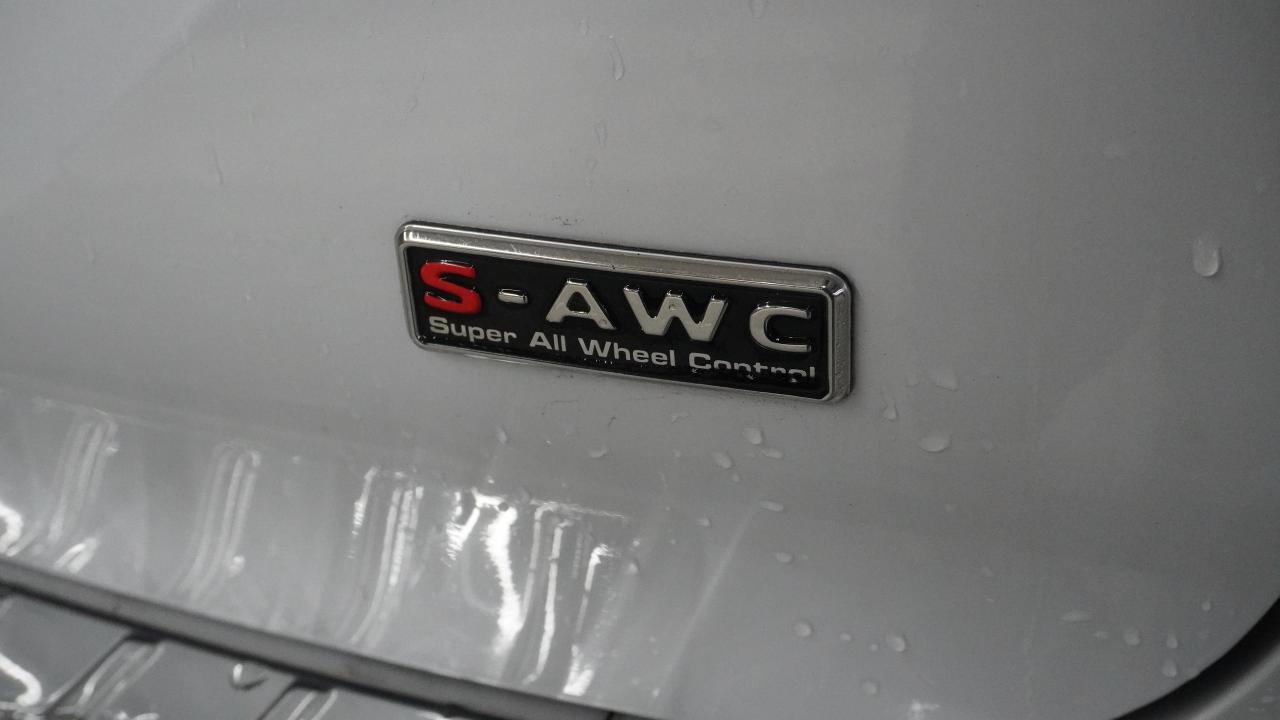 S-AWC
Super All Wheel Control